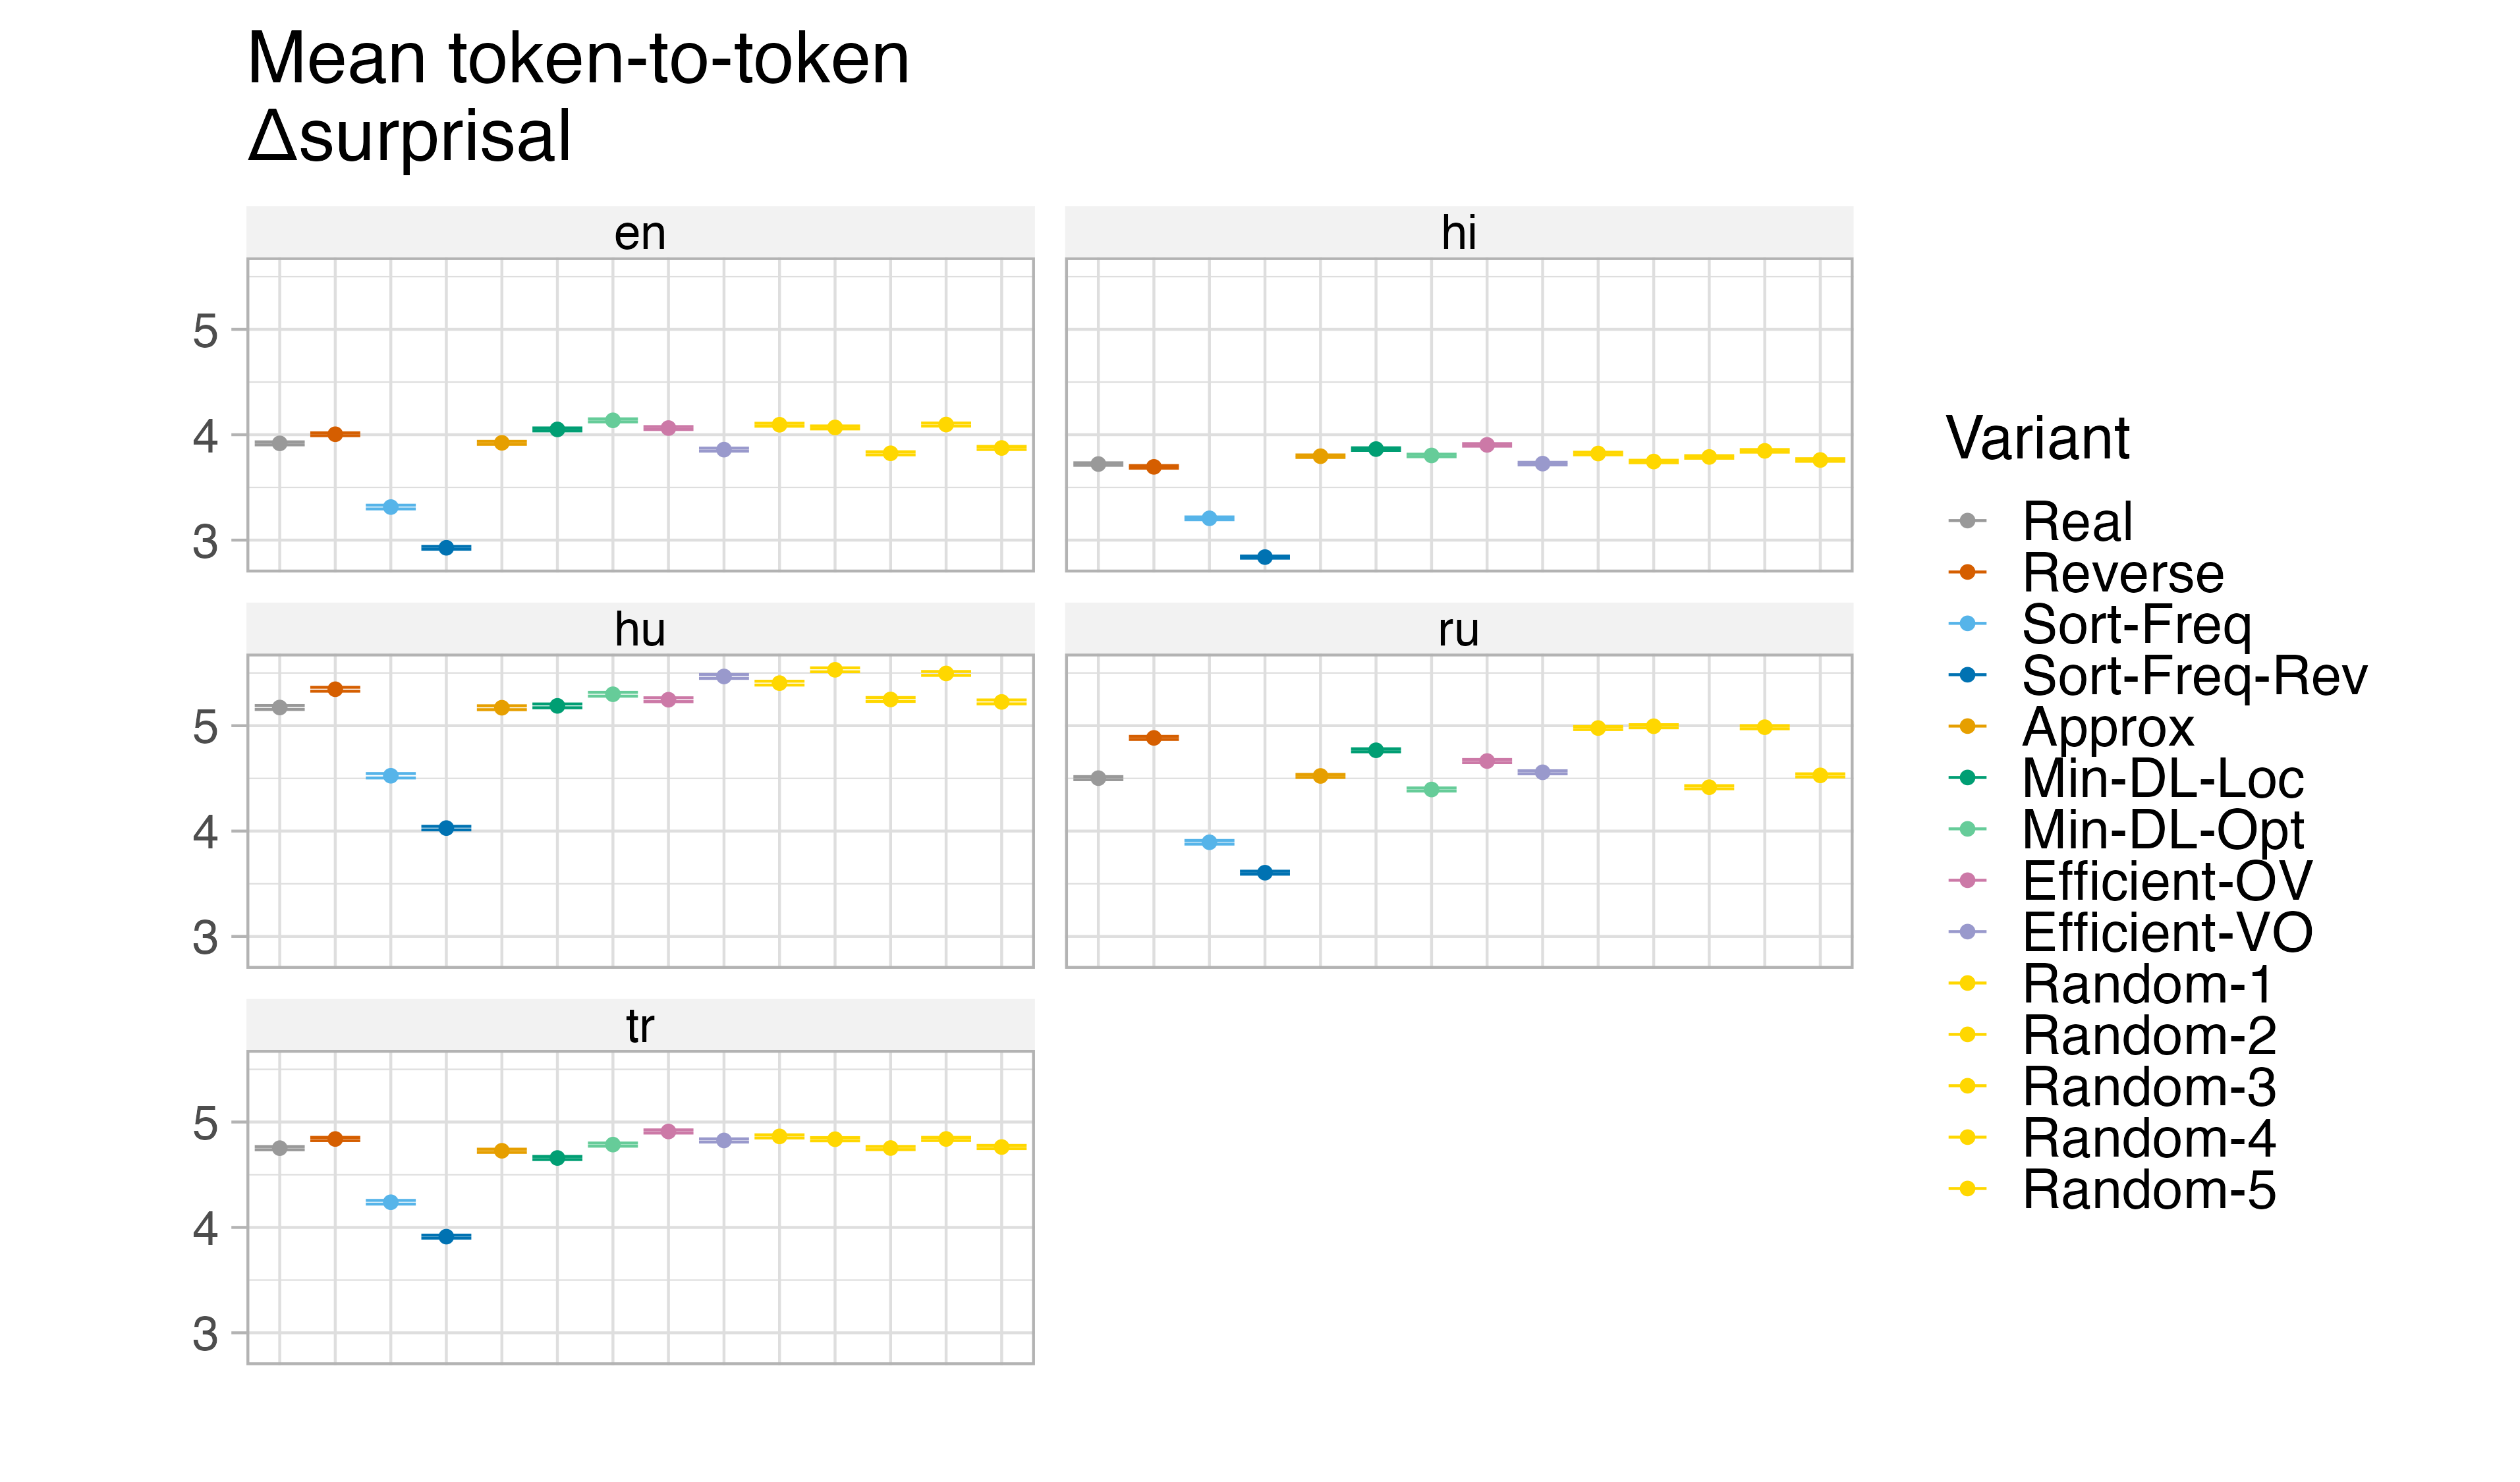 Mean token-to-token
Δsurprisal
en
hi
5
4
3
hu
ru
5
4
3
tr
5
4
3
Variant
Real
Reverse
Sort-Freq
Sort-Freq-Rev
Approx
Min-DL-Loc
Min-DL-Opt
Efficient-OV
Efficient-VO
Random-1
Random-2
Random-3
Random-4
Random-5